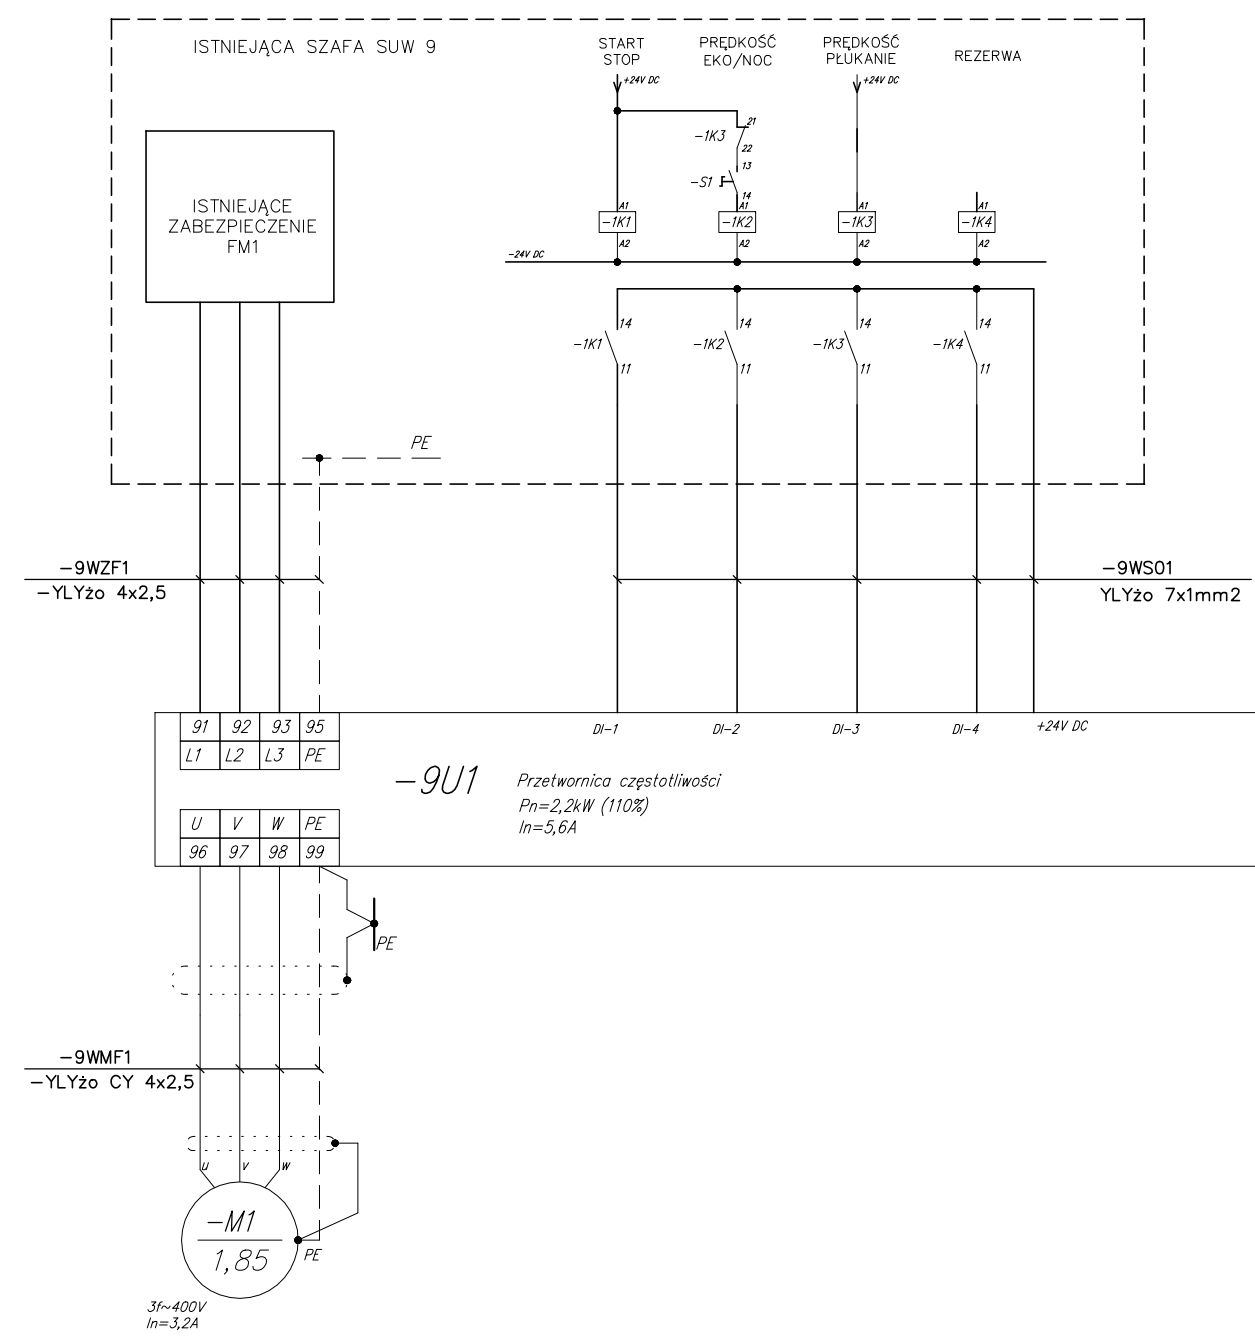 ISTNIEJĄCA SZAFA SUW 9
START
STOP
PRĘDKOŚĆ
EKO/NOC
PRĘDKOŚĆ
PŁUKANIE
REZERWA
+24V DC
+24V DC
21
-1K3
22
13
-S1
14
ISTNIEJĄCE
ZABEZPIECZENIE
FM1
A1
A1
A1
A1
-1K1
-1K2
-1K3
-1K4
A2
A2
A2
A2
-24V DC
14
14
14
14
-1K1
-1K2
-1K3
-1K4
11
11
11
11
PE
-9WZF1
-YLYżo 4x2,5
-9WS01
YLYżo 7x1mm2
91 92 93 95
L1 L2 L3 PE
DI-1
DI-2
DI-3
DI-4
+24V DC
-9U1
Przetwornica częstotliwości
Pn=2,2kW (110%)
In=5,6A
U V W PE
96 97 98 99
PE
-9WMF1
-YLYżo CY 4x2,5
U
V
W
-M1
1,85
PE
3f~400V
In=3,2A